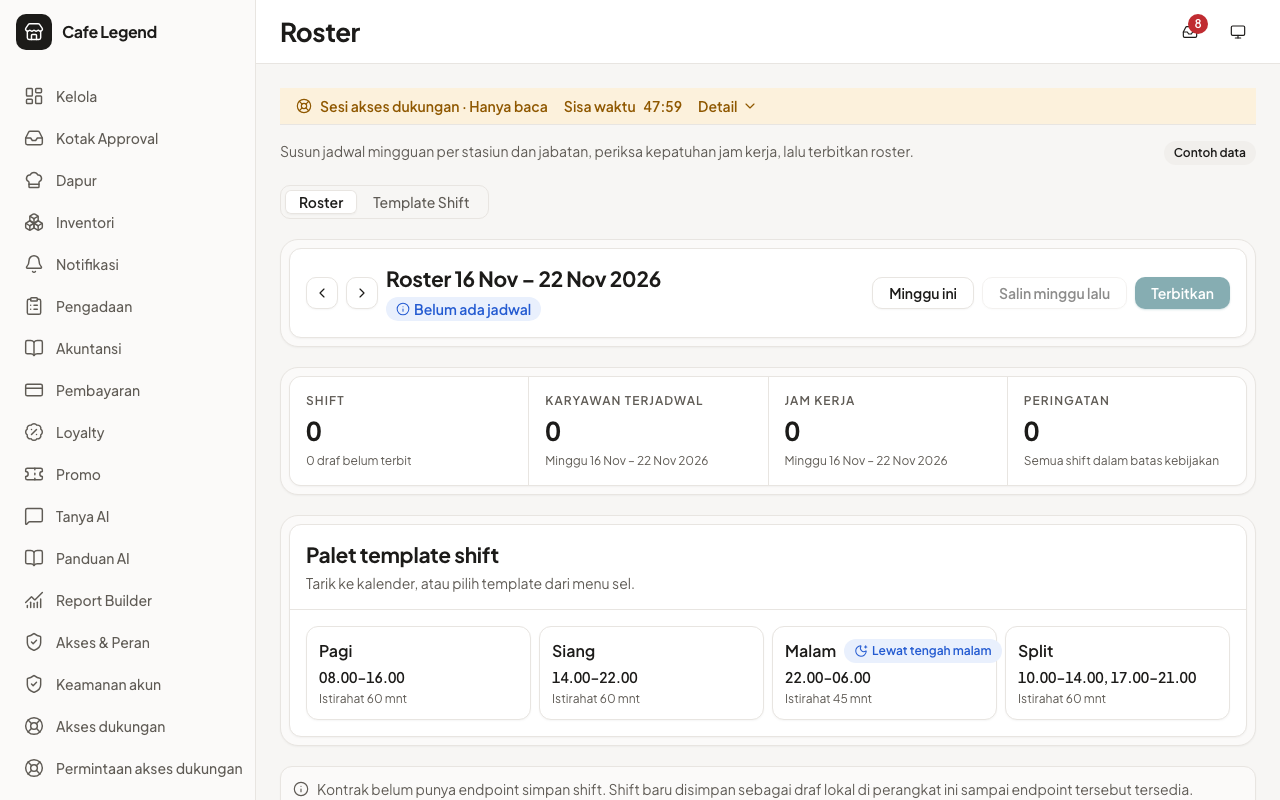 Cafe Legend
Roster
8
Kelola
Kotak Approval
Dapur
Inventori
Notifikasi
Pengadaan
Akuntansi
Pembayaran
Loyalty
Promo
Tanya AI
Panduan AI
Report Builder
Akses & Peran
Keamanan akun
Akses dukungan
Permintaan akses dukungan
Sesi akses dukungan · Hanya baca Sisa waktu 47:59 Detail
Susun jadwal mingguan per stasiun dan jabatan, periksa kepatuhan jam kerja, lalu terbitkan roster.
Contoh data
Roster Template Shift
Roster 16 Nov – 22 Nov 2026
Belum ada jadwal
Minggu ini Salin minggu lalu Terbitkan
SHIFT
0
0 draf belum terbit
KARYAWAN TERJADWAL
0
Minggu 16 Nov – 22 Nov 2026
JAM KERJA
0
Minggu 16 Nov – 22 Nov 2026
PERINGATAN
0
Semua shift dalam batas kebijakan
Palet template shift
Tarik ke kalender, atau pilih template dari menu sel.
Pagi
08.00–16.00
Istirahat 60 mnt
Siang
14.00–22.00
Istirahat 60 mnt
Malam Lewat tengah malam
22.00–06.00
Istirahat 45 mnt
Split
10.00–14.00, 17.00–21.00
Istirahat 60 mnt
Kontrak belum punya endpoint simpan shift. Shift baru disimpan sebagai draf lokal di perangkat ini sampai endpoint tersebut tersedia.